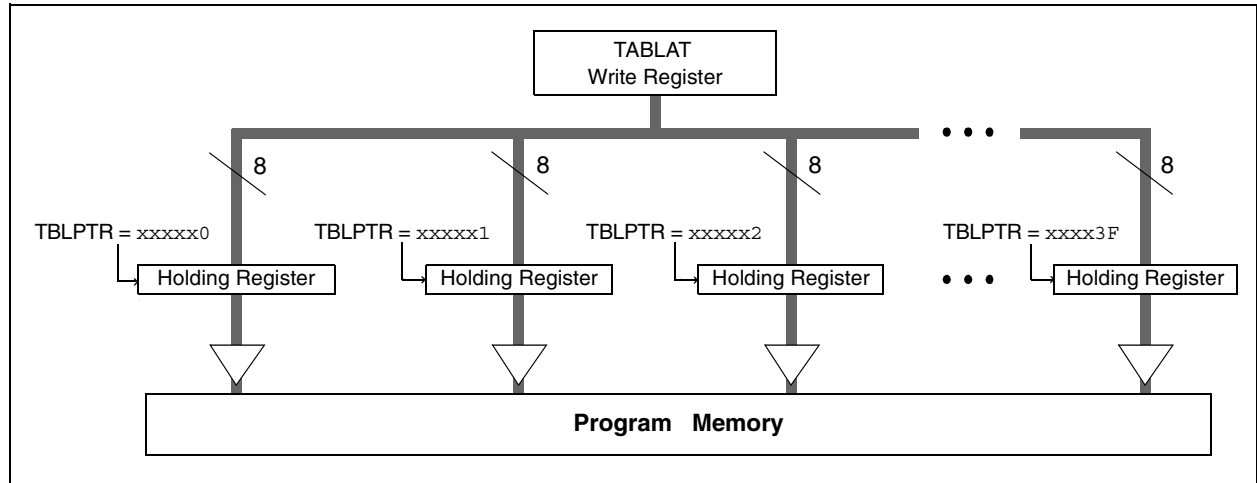 TABLAT
Write Register
• • •
8
8
8
8
TBLPTR = xxxxx0
TBLPTR = xxxxx1
TBLPTR = xxxxx2
TBLPTR = xxxx3F
Holding Register
Holding Register
Holding Register
• • •
Holding Register
Program Memory